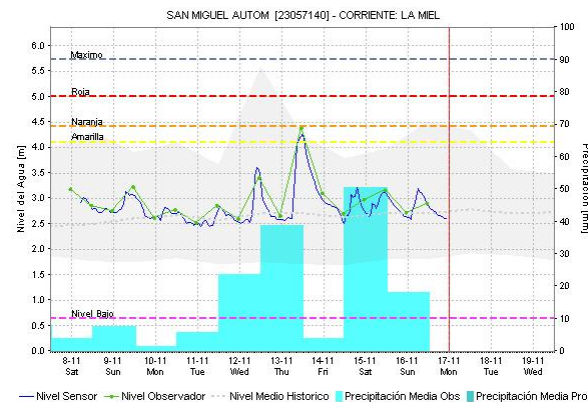 SAN MIGUEL AUTOM [23057140] - CORRIENTE: LA MIEL
Nivel del Agua [m]
6.0
5.5
5.0
4.5
4.0
3.5
3.0
2.5
2.0
1.5
1.0
0.5
0.0
Maximo
Roja
Naranja
Amarilla
Nivel Bajo
100
90
80
70
60
50
40
30
20
10
0
Precipitación [mm]
8-11 9-11 10-11 11-11 12-11 13-11 14-11 15-11 16-11 17-11 18-11 19-11
Sat Sun Mon Tue Wed Thu Fri Sat Sun Mon Tue Wed
Nivel Sensor Nivel Observador Nivel Medio Historico Precipitación Media Obs Precipitación Media Pro